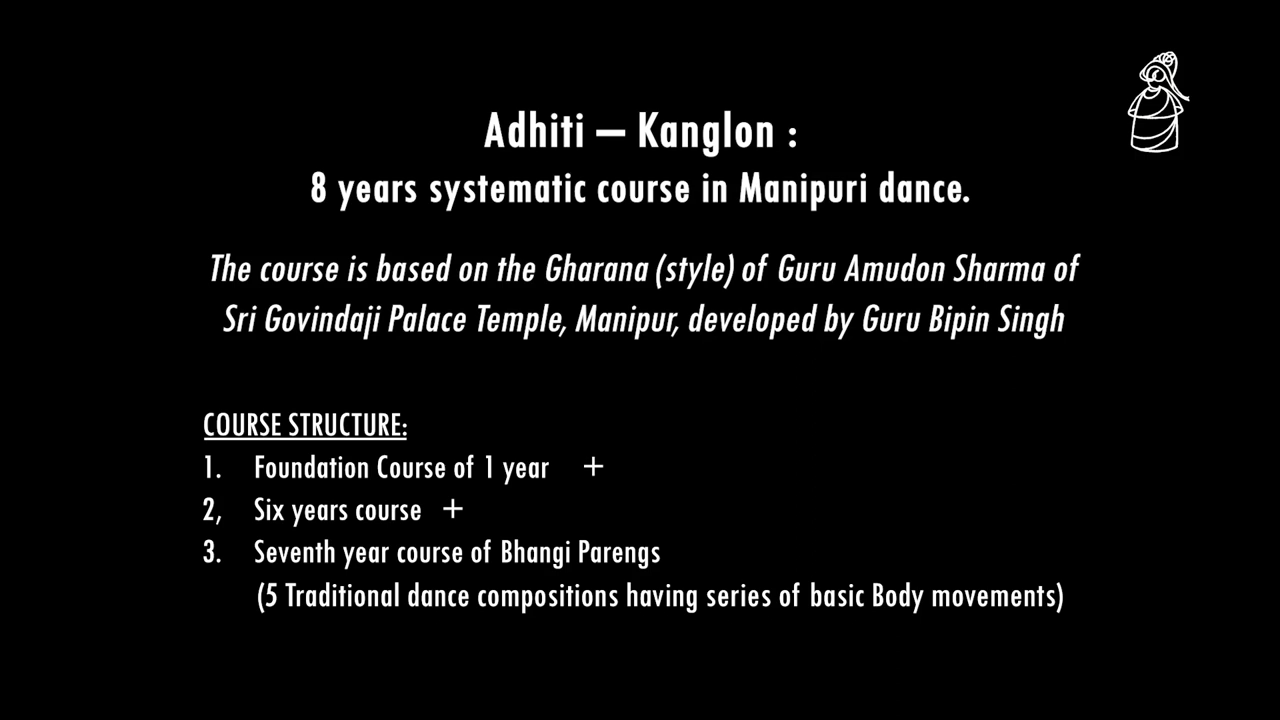 Adhiti – Kanglon :
8 years systematic course in Manipuri dance.
The course is based on the Gharana (style) of Guru Amudon Sharma of
Sri Govindaji Palace Temple, Manipur, developed by Guru Bipin Singh
COURSE STRUCTURE:
1. Foundation Course of 1 year +
2, Six years course +
3. Seventh year course of Bhangi Parengs
(5 Traditional dance compositions having series of basic Body movements)